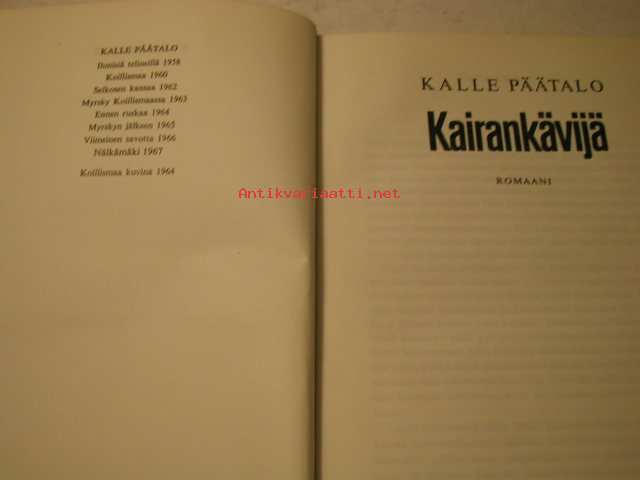 KALLE PÄÄTALO
Ihmisiä telineillä 1958
Koillismaa 1960
Selkosen kansaa 1962
Myrsky Koillismaassa 1963
Ennen ruskaa 1964
Myrskyn jälkeen 1965
Viimeinen savotta 1966
Nälkämäki 1967
Koillismaa kuvina 1964
Antikvariaatti.net
KALLE PÄÄTALO
Kairankävijä
ROMAANI